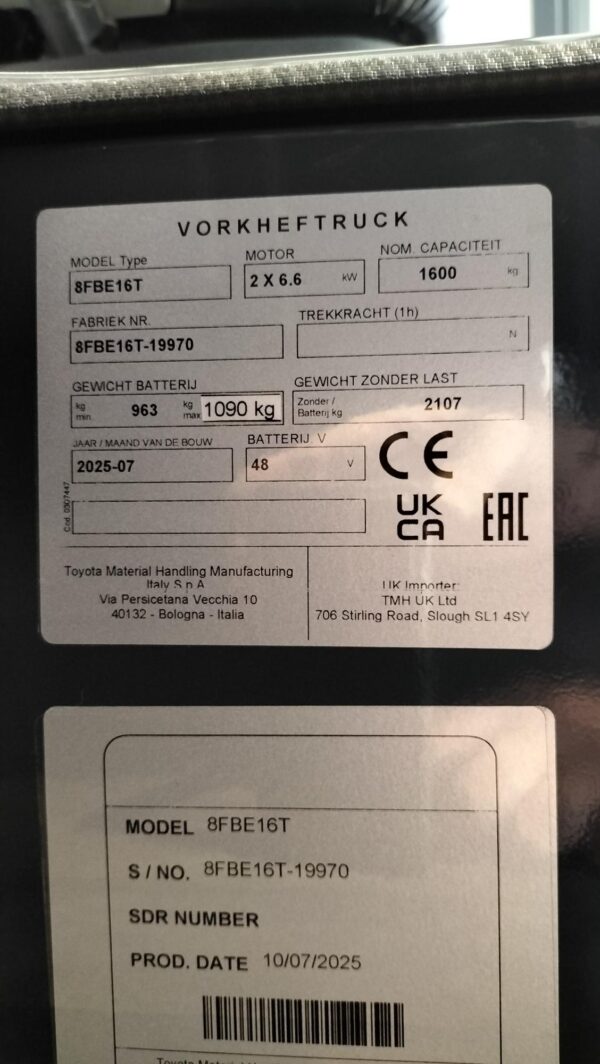 VORKHEFTRUCK
MODEL Type MOTOR NOM. CAPACITEIT
8FBE16T 2 X 6.6 kW 1600 kg
FABRIEK NR. TREKKRACHT (1h)
8FBE16T-19970 N
GEWICHT BATTERIJ GEWICHT ZONDER LAST
kg min. 963 kg max 1090 kg Zonder / Batterij kg 2107
JAAR / MAAND VAN DE BOUW BATTERIJ, V
2025-07 48 V
CE
Cod. 0307447
UK
CA
EAC
Toyota Material Handling Manufacturing
Italy S.p.A
Via Persicetana Vecchia 10
40132 - Bologna - Italia
UK Importer:
TMH UK Ltd
706 Stirling Road, Slough SL1 4SY
MODEL 8FBE16T
S / NO. 8FBE16T-19970
SDR NUMBER
PROD. DATE 10/07/2025
Toyota Material